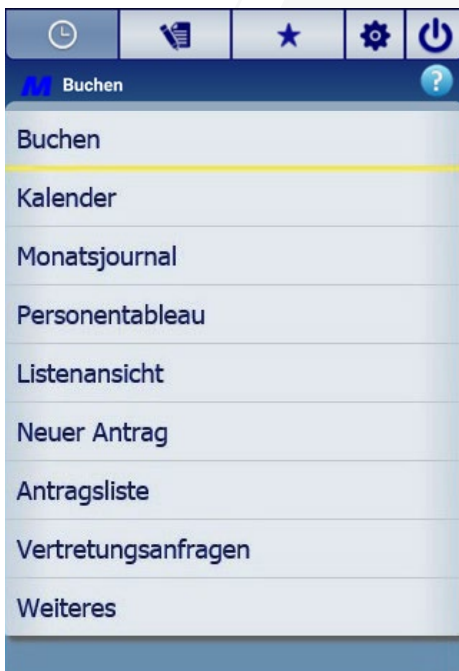 M Buchen
?
Buchen
Kalender
Monatsjournal
Personentableau
Listenansicht
Neuer Antrag
Antragsliste
Vertretungsanfragen
Weiteres